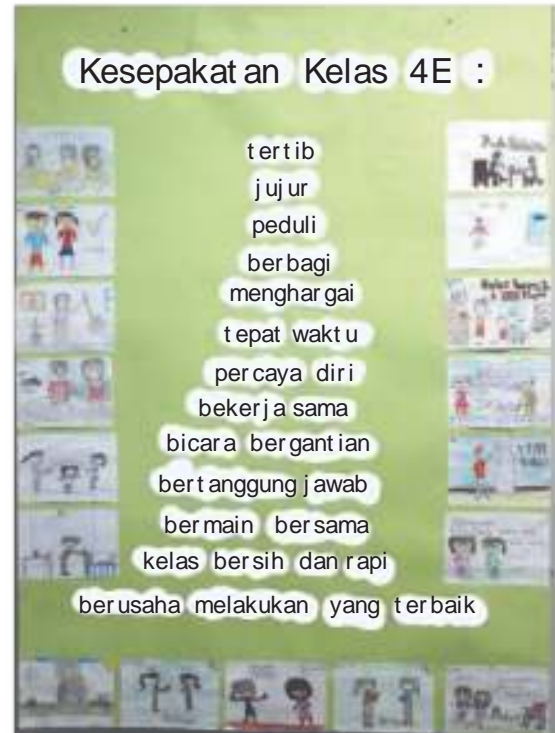 Kesepakatan Kelas 4E :
tertib
jujur
peduli
berbagi
menghargai
tepat waktu
percaya diri
bekerja sama
bicara bergantian
bertanggung jawab
bermain bersama
kelas bersih dan rapi
berusaha melakukan yang terbaik